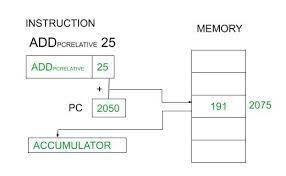 INSTRUCTION
ADDPCRELATIVE 25
ADDPCRELATIVE 25
+
PC 2050
ACCUMULATOR
MEMORY
191 2075